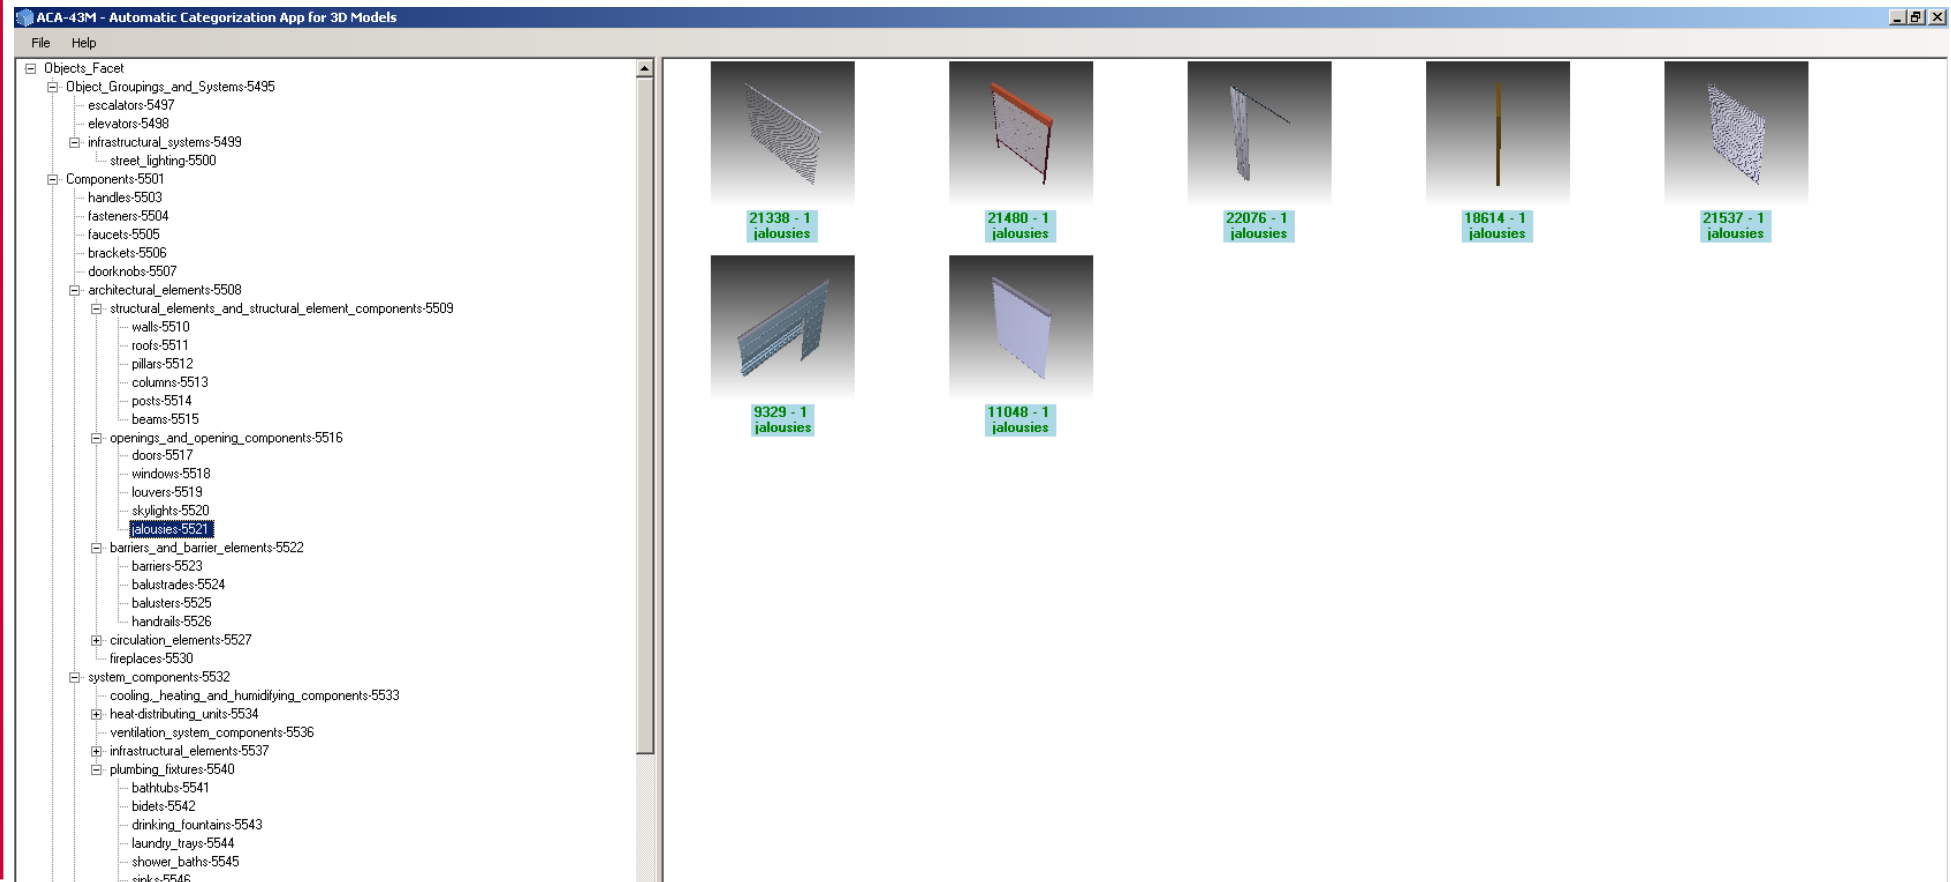 ACA-43M - Automatic Categorization App for 3D Models
File Help
Objects_Facet
Object_Groupings_and_Systems-5495
escalators-5497
elevators-5498
infrastructural_systems-5499
street_lighting-5500
Components-5501
handles-5503
fasteners-5504
faucets-5505
brackets-5506
doorknobs-5507
architectural_elements-5508
structural_elements_and_structural_element_components-5509
walls-5510
roofs-5511
pillars-5512
columns-5513
posts-5514
beams-5515
openings_and_opening_components-5516
doors-5517
windows-5518
louvers-5519
skylights-5520
jalousies-5521
barriers_and_barrier_elements-5522
barriers-5523
balustrades-5524
balusters-5525
handrails-5526
circulation_elements-5527
fireplaces-5530
system_components-5532
cooling,_heating_and_humidifying_components-5533
heat-distributing_units-5534
ventilation_system_components-5536
infrastructural_elements-5537
plumbing_fixtures-5540
bathtubs-5541
bidets-5542
drinking_fountains-5543
laundry_trays-5544
shower_baths-5545
sinks-5546
21338 - 1
jalousies
21480 - 1
jalousies
22076 - 1
jalousies
18614 - 1
jalousies
21537 - 1
jalousies
9329 - 1
jalousies
11048 - 1
jalousies